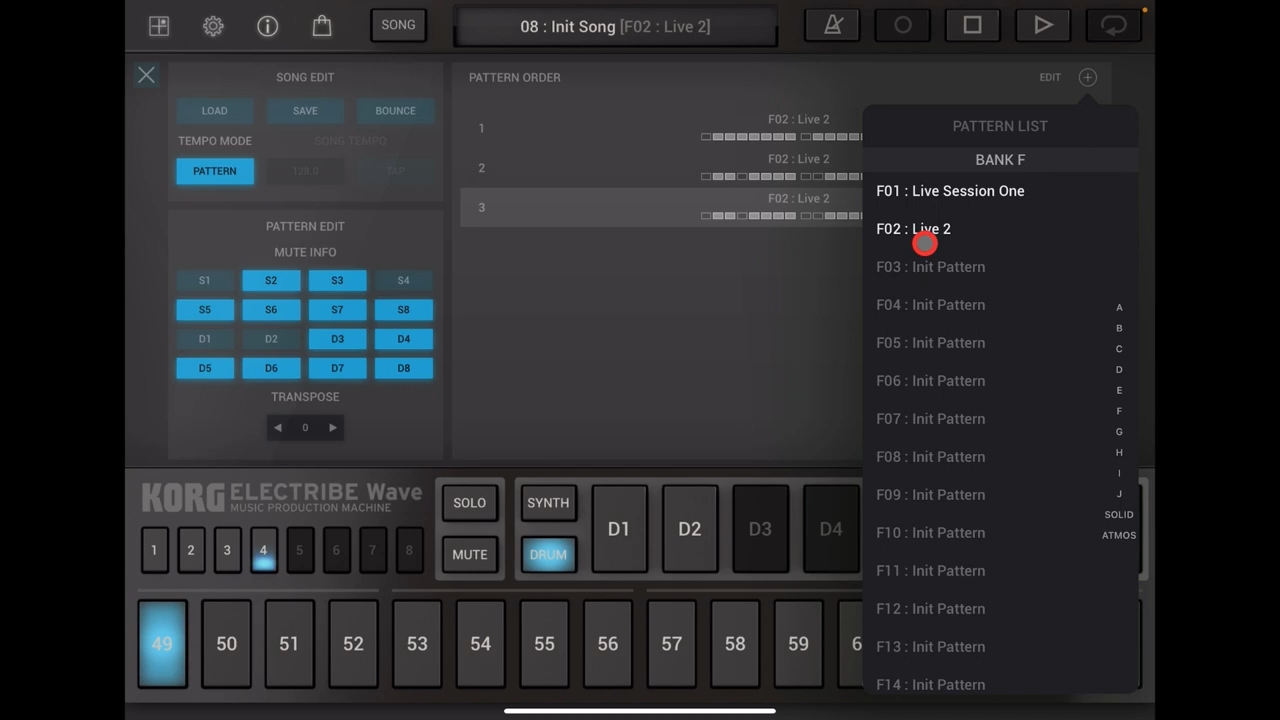 SONG
08 : Init Song [F02 : Live 2]
SONG EDIT
LOAD
SAVE
BOUNCE
TEMPO MODE
SONG TEMPO
PATTERN
128.0
TAP
PATTERN EDIT
MUTE INFO
S1
S2
S3
S4
S5
S6
S7
S8
D1
D2
D3
D4
D5
D6
D7
D8
TRANSPOSE
0
PATTERN ORDER
EDIT
1
F02 : Live 2
2
F02 : Live 2
3
F02 : Live 2
PATTERN LIST
BANK F
F01 : Live Session One
F02 : Live 2
F03 : Init Pattern
F04 : Init Pattern
F05 : Init Pattern
F06 : Init Pattern
F07 : Init Pattern
F08 : Init Pattern
F09 : Init Pattern
F10 : Init Pattern
F11 : Init Pattern
F12 : Init Pattern
F13 : Init Pattern
F14 : Init Pattern
A
B
C
D
E
F
G
H
I
J
SOLID
ATMOS
KORG ELECTRIBE Wave
MUSIC PRODUCTION MACHINE
1
2
3
4
5
6
7
8
SOLO
MUTE
SYNTH
DRUM
D1
D2
D3
D4
49
50
51
52
53
54
55
56
57
58
59
6